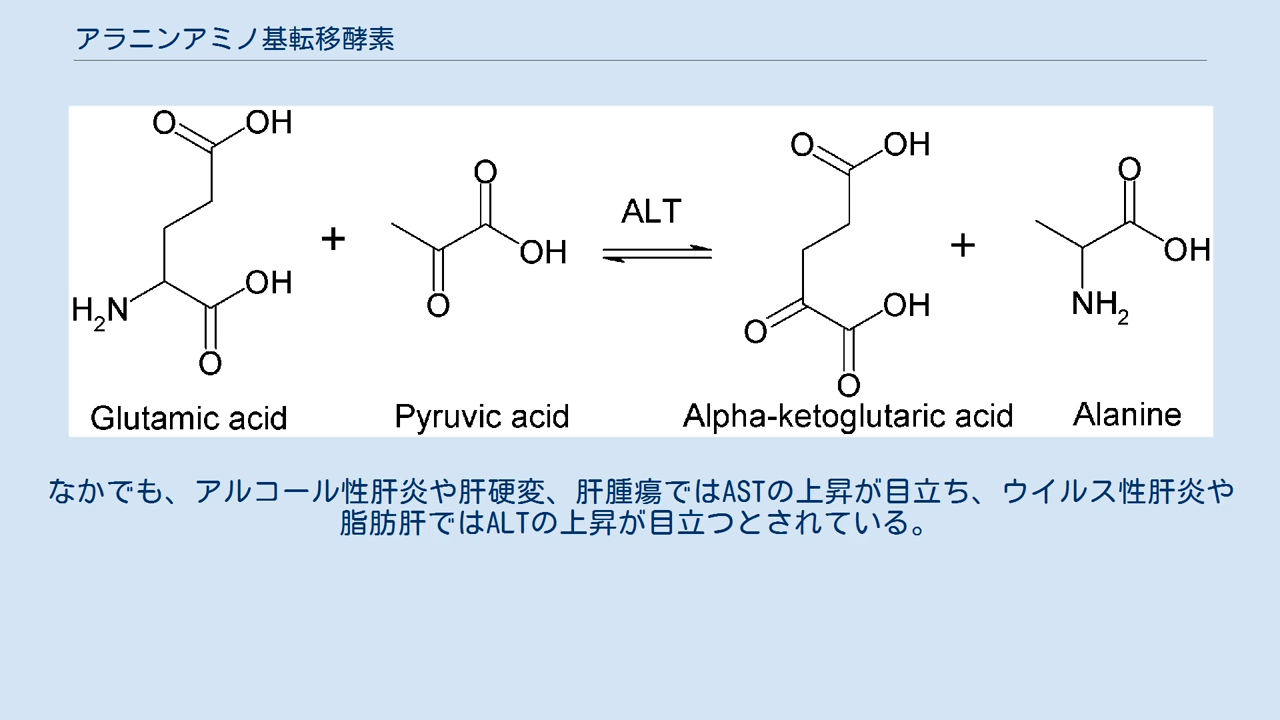 アラニンアミノ基転移酵素
O OH
O
O OH
O
ALT
O OH
O
+
+
OH
OH
OH
H₂N
O
O
O
OH
O
NH₂
O
O
Glutamic acid
Pyruvic acid
Alpha-ketoglutaric acid
Alanine
なかでも、アルコール性肝炎や肝硬変、肝腫瘍ではASTの上昇が目立ち、ウイルス性肝炎や
脂肪肝ではALTの上昇が目立つとされている。